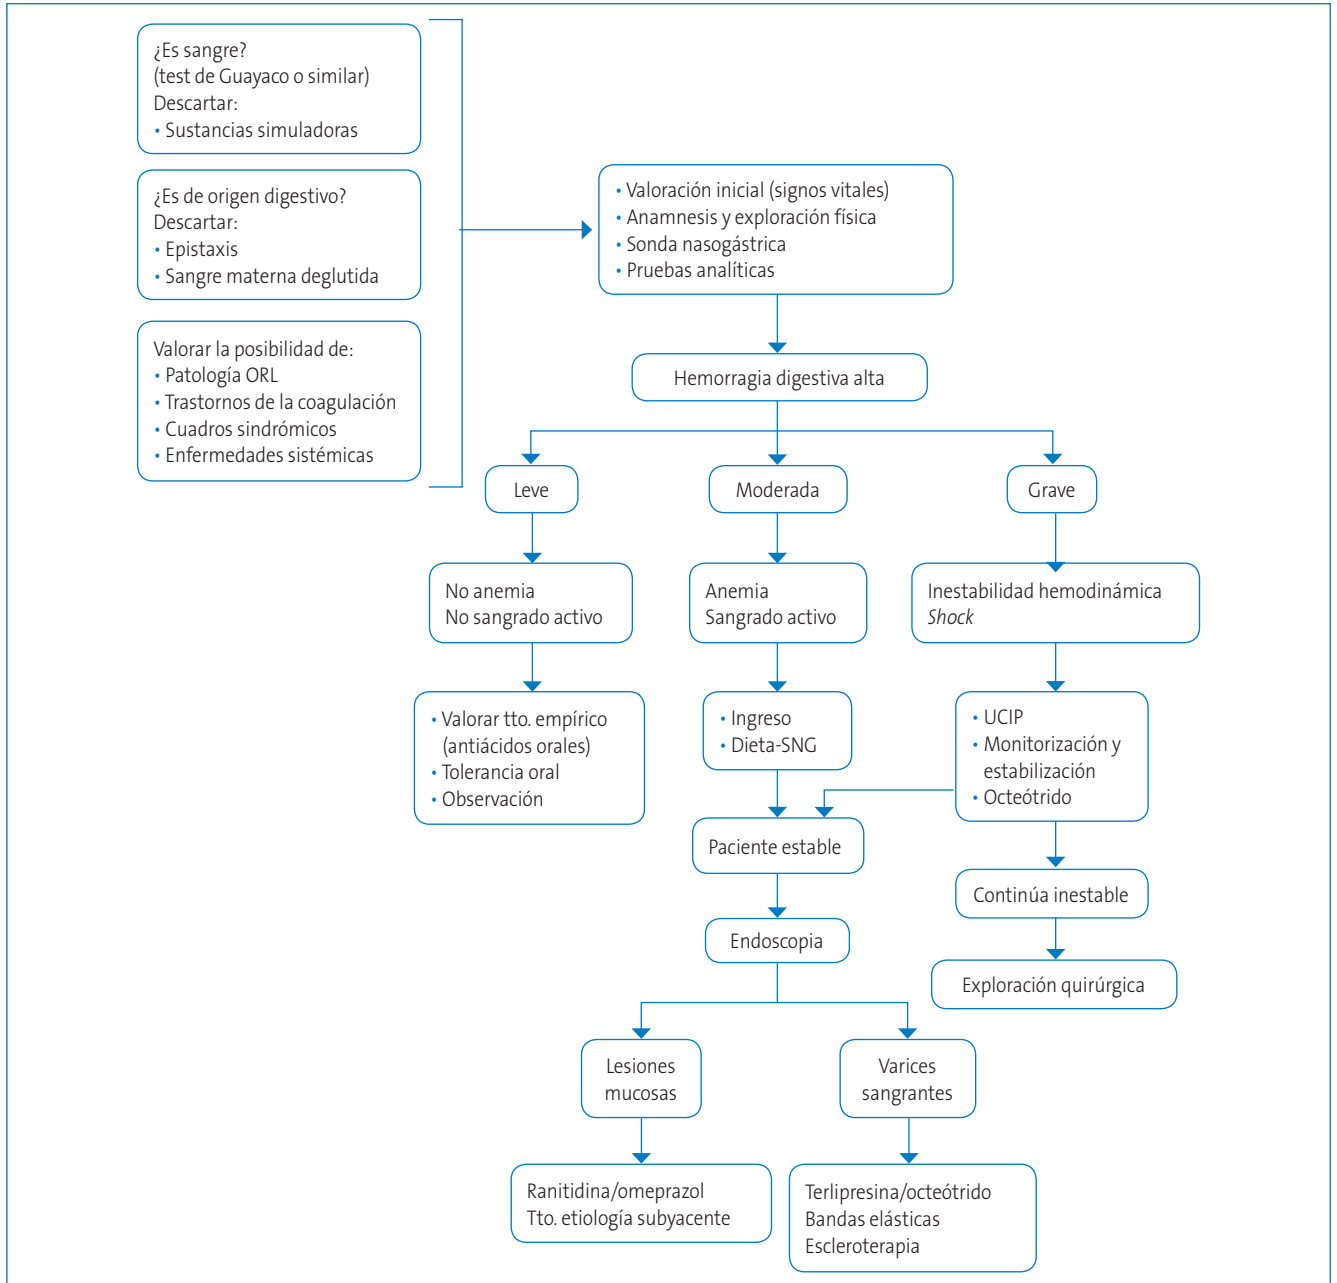 ¿Es sangre?
(test de Guayaco o similar)
Descartar:
• Sustancias simuladoras
¿Es de origen digestivo?
Descartar:
• Epistaxis
• Sangre materna deglutida
Valorar la posibilidad de:
• Patología ORL
• Trastornos de la coagulación
• Cuadros sindrómicos
• Enfermedades sistémicas
• Valoración inicial (signos vitales)
• Anamnesis y exploración física
• Sonda nasogástrica
• Pruebas analíticas
Hemorragia digestiva alta
Leve
Moderada
Grave
No anemia
No sangrado activo
Anemia
Sangrado activo
Inestabilidad hemodinámica
Shock
• Valorar tto. empírico
(antiácidos orales)
• Tolerancia oral
• Observación
• Ingreso
• Dieta-SNG
• UCIP
• Monitorización y
estabilización
• Octeótrido
Paciente estable
Continúa inestable
Endoscopia
Exploración quirúrgica
Lesiones
mucosas
Varices
sangrantes
Ranitidina/omeprazol
Tto. etiología subyacente
Terlipresina/octeótrido
Bandas elásticas
Escleroterapia